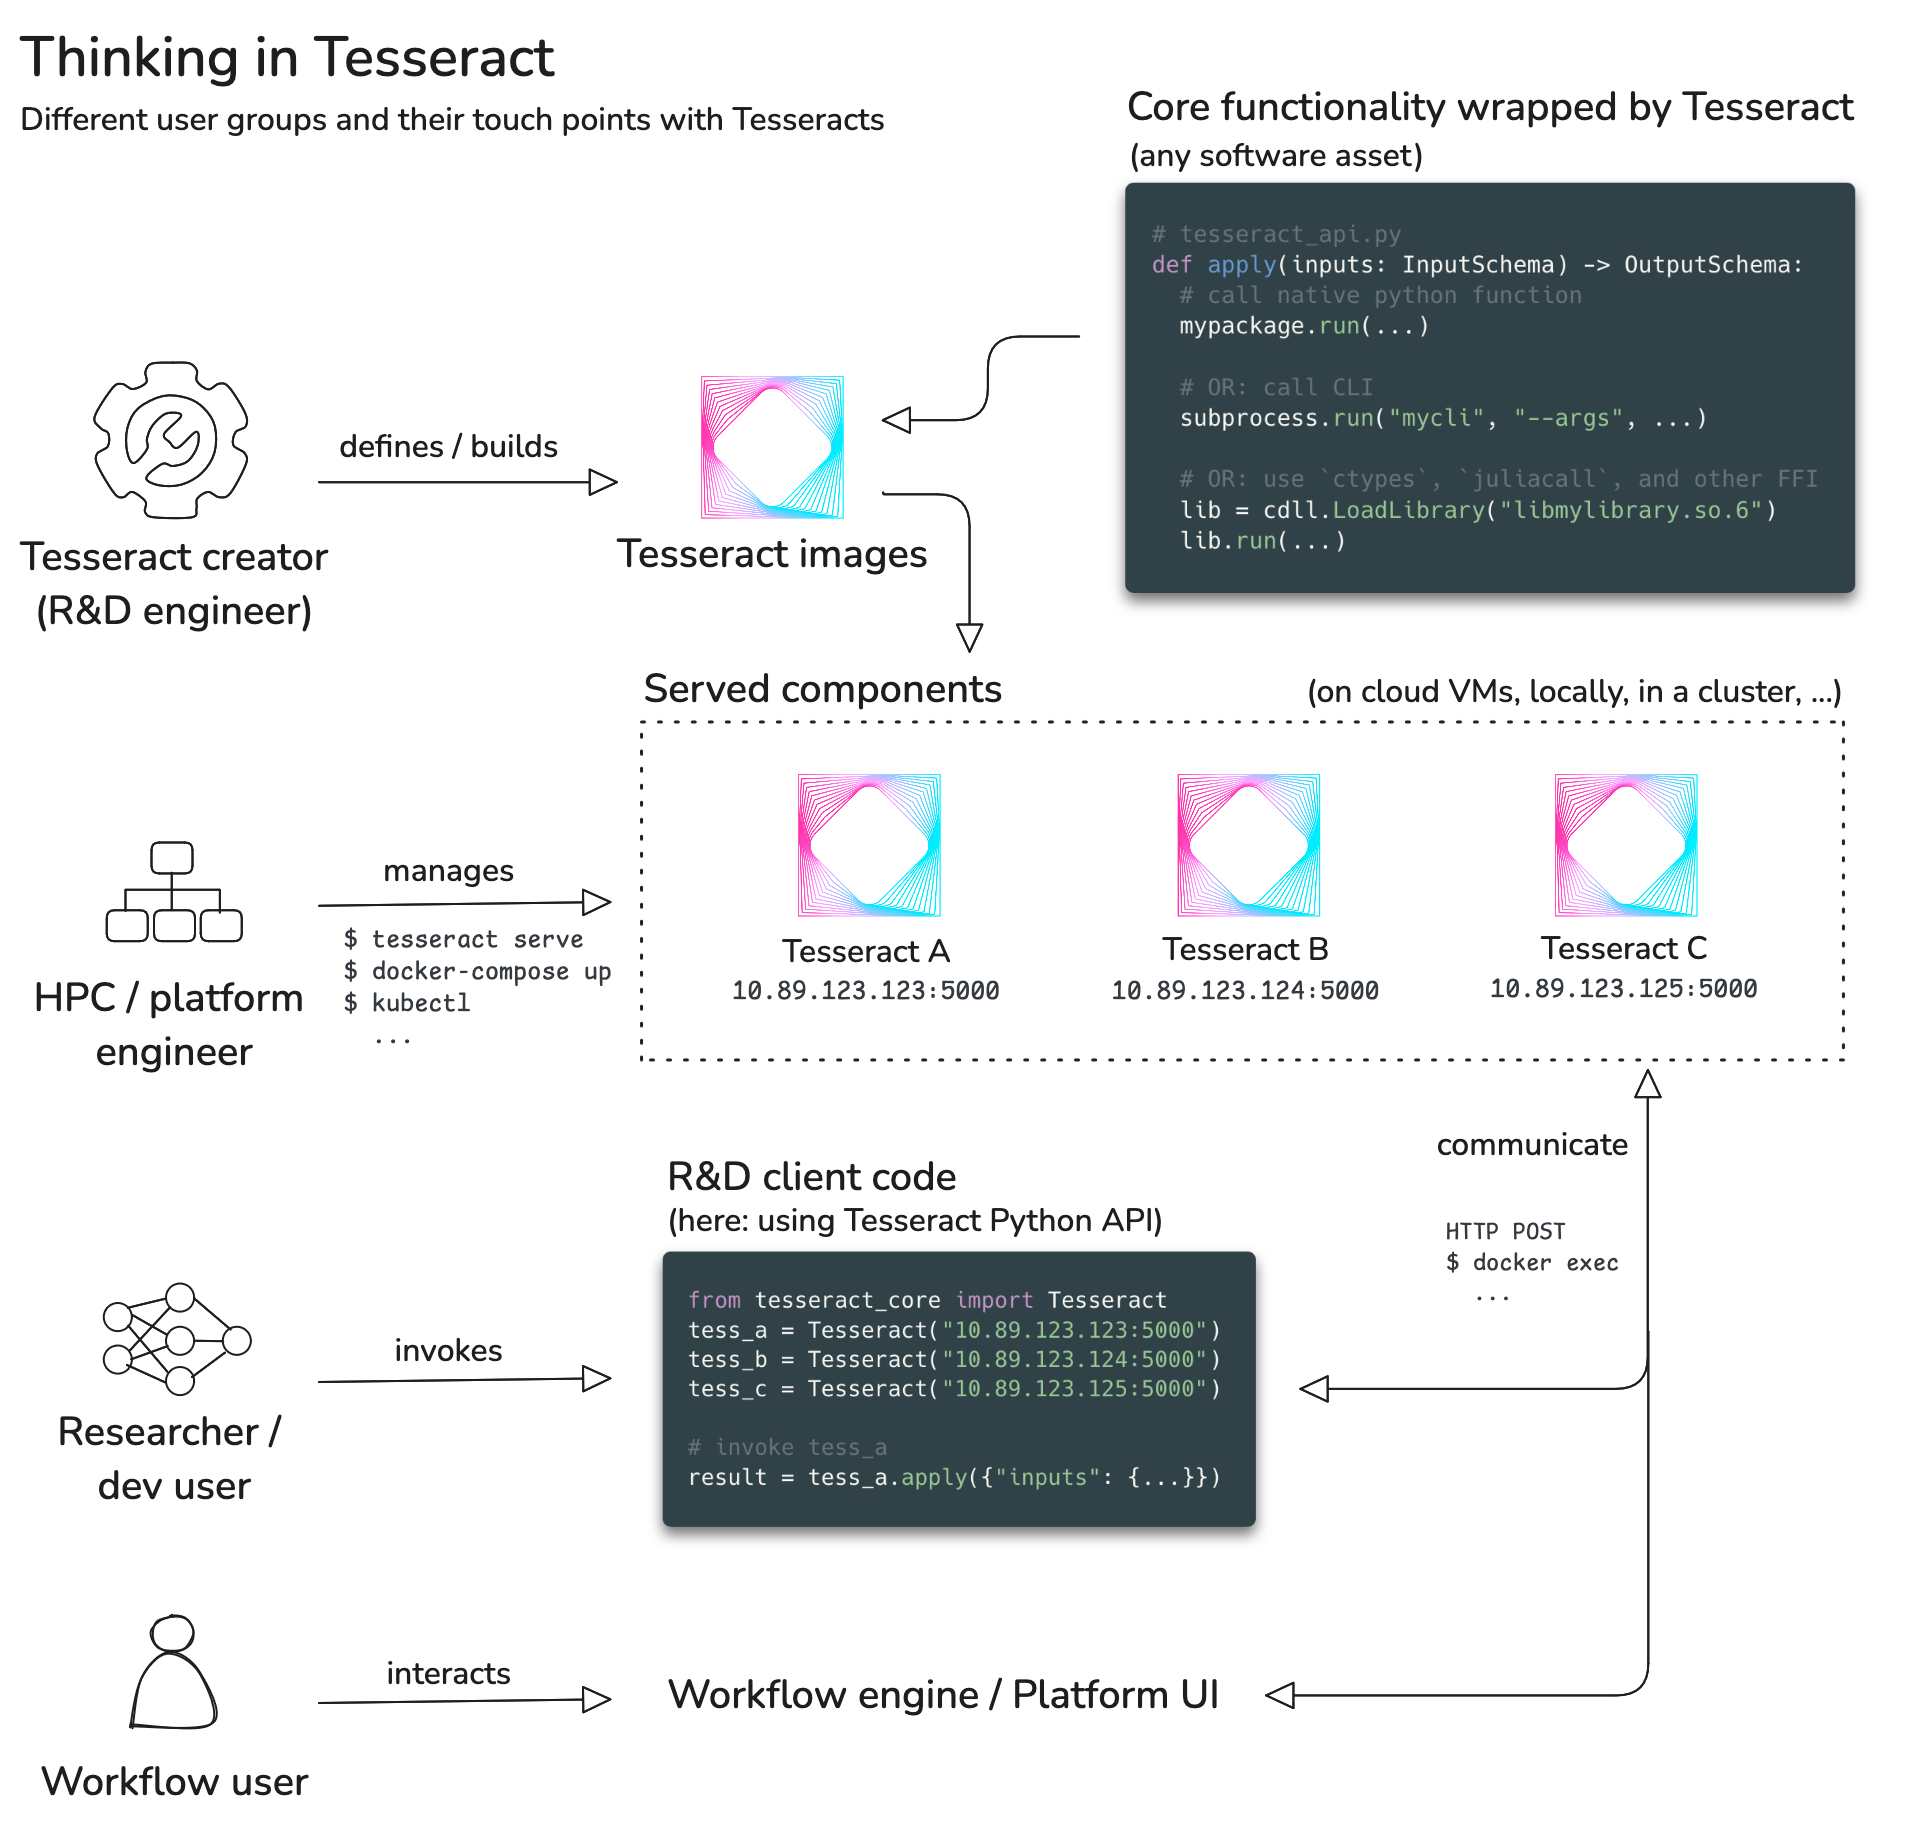 Thinking in Tesseract
Different user groups and their touch points with Tesseracts
Core functionality wrapped by Tesseract
(any software asset)
# tesseract_api.py
def apply(inputs: InputSchema) -> OutputSchema:
# call native python function
mypackage.run(...)
# OR: call CLI
subprocess.run("mycli", "--args", ...)
# OR: use `ctypes`, `juliacall`, and other FFI
lib = cdll.LoadLibrary("libmylibrary.so.6")
lib.run(...)
defines / builds
Tesseract creator
(R&D engineer)
Tesseract images
Served components
(on cloud VMs, locally, in a cluster, ...)
manages
$ tesseract serve
$ docker-compose up
$ kubectl
...
HPC / platform
engineer
Tesseract A
10.89.123.123:5000
Tesseract B
10.89.123.124:5000
Tesseract C
10.89.123.125:5000
communicate
HTTP POST
$ docker exec
...
R&D client code
(here: using Tesseract Python API)
from tesseract_core import Tesseract
tess_a = Tesseract("10.89.123.123:5000")
tess_b = Tesseract("10.89.123.124:5000")
tess_c = Tesseract("10.89.123.125:5000")
# invoke tess_a
result = tess_a.apply({"inputs": {...}})
invokes
Researcher /
dev user
interacts
Workflow engine / Platform UI
Workflow user